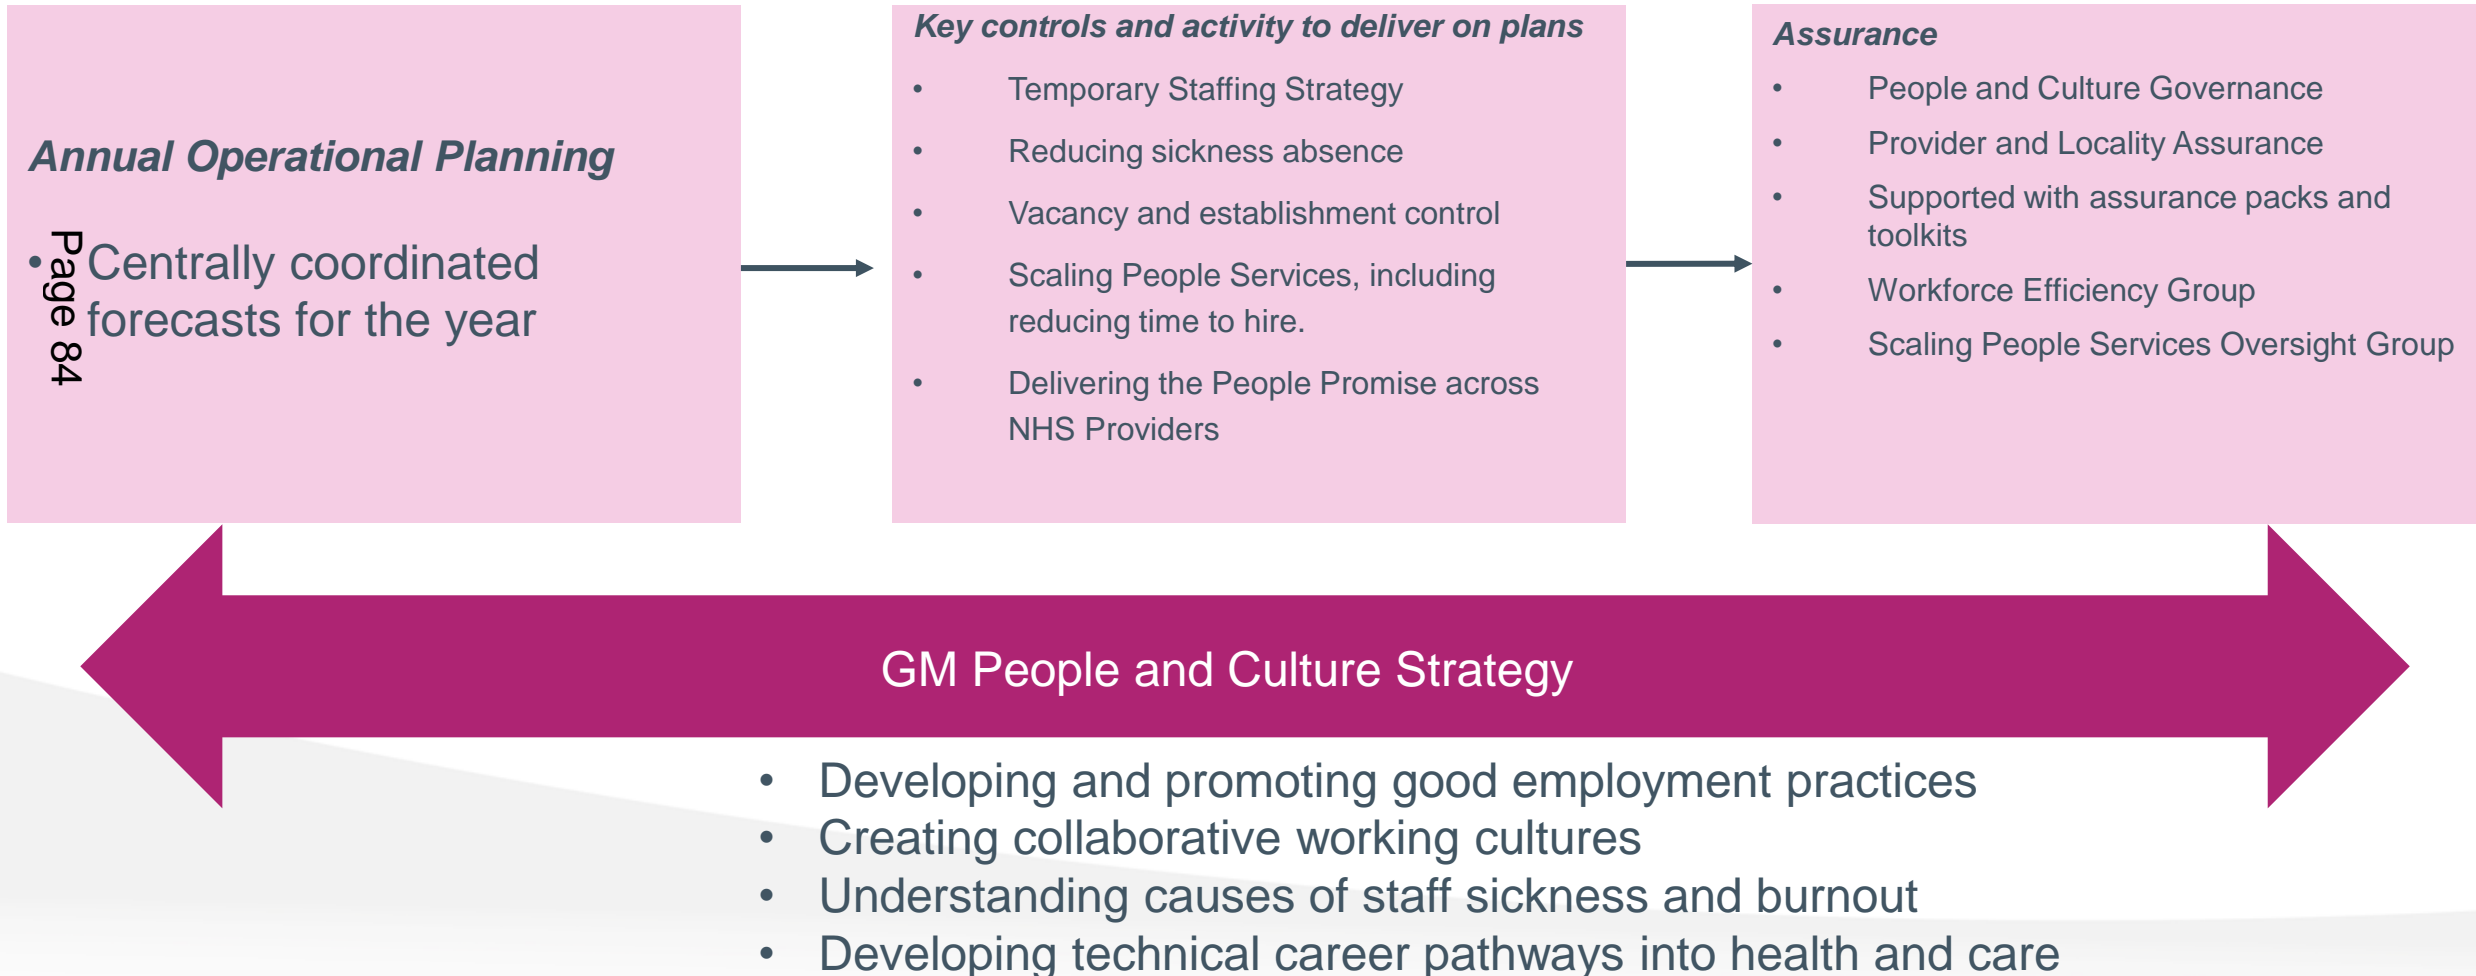 Annual Operational Planning
• Centrally coordinated
forecasts for the year
Page 84
Key controls and activity to deliver on plans
• Temporary Staffing Strategy
• Reducing sickness absence
• Vacancy and establishment control
• Scaling People Services, including
reducing time to hire.
• Delivering the People Promise across
NHS Providers
Assurance
• People and Culture Governance
• Provider and Locality Assurance
• Supported with assurance packs and
toolkits
• Workforce Efficiency Group
• Scaling People Services Oversight Group
GM People and Culture Strategy
• Developing and promoting good employment practices
• Creating collaborative working cultures
• Understanding causes of staff sickness and burnout
• Developing technical career pathways into health and care